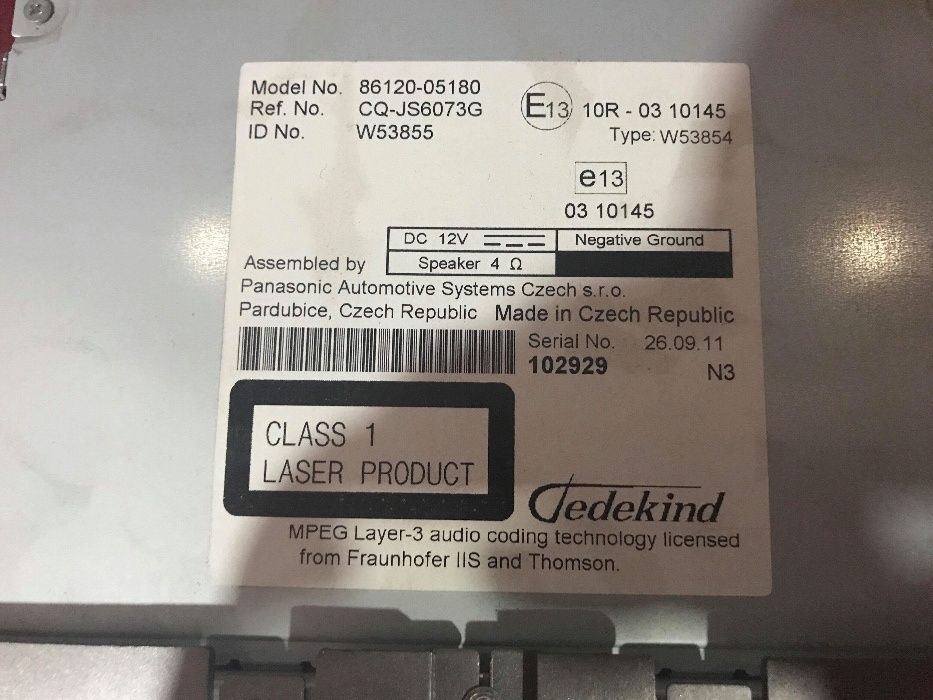 Model No. 86120-05180
Ref. No. CQ-JS6073G
ID No. W53855
E13 10R - 03 10145
Type: W53854
e13
03 10145
DC 12V Negative Ground
Speaker 4 Ω
Assembled by
Panasonic Automotive Systems Czech s.r.o.
Pardubice, Czech Republic Made in Czech Republic
Serial No. 26.09.11
102929 N3
CLASS 1
LASER PRODUCT
Dedekind
MPEG Layer-3 audio coding technology licensed
from Fraunhofer IIS and Thomson.